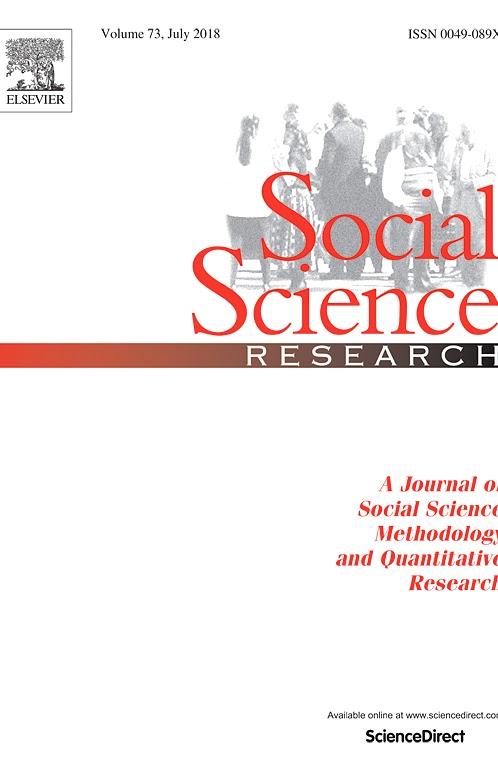 Volume 73, July 2018
ISSN 0049-089X
ELSEVIER
Social
Science
RESEARCH
A Journal of
Social Science
Methodology
and Quantitative
Research
Available online at www.sciencedirect.com
ScienceDirect